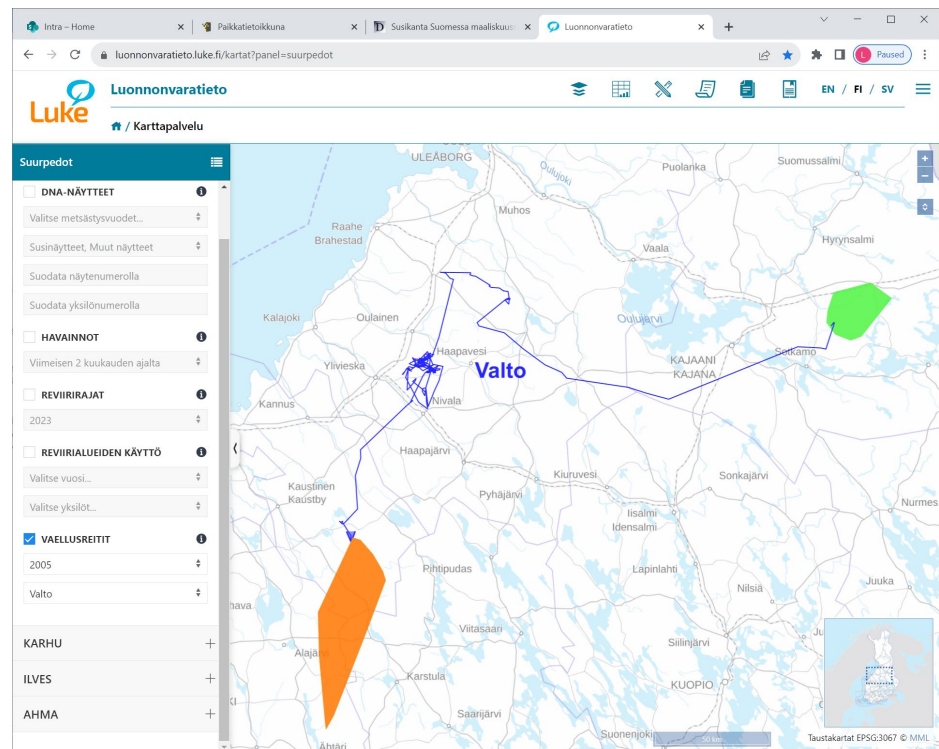 Intra – Home
Paikkatietoikkuna
Susikanta Suomessa maaliskuus
Luonnonvaratieto
luonnonvaratieto.luke.fi/kartat?panel=suurpedot
L Paused
Luke
Luonnonvaratieto
EN / FI / SV
/ Karttapalvelu
Suurpedot
DNA-NÄYTTEET
Valitse metsästysvuodet...
Susinäytteet, Muut näytteet
Suodata näytenumerolla
Suodata yksilönumerolla
HAVAINNOT
Viimeisen 2 kuukauden ajalta
REVIIRIRAJAT
2023
REVIIRIALUEIDEN KÄYTTÖ
Valitse vuosi...
Valitse yksilöt...
VAELLUSREITIT
2005
Valto
KARHU
ILVES
AHMA
ULEÅBORG
Oulujoki
Puolanka
Suomussalmi
Muhos
Raahe
Brahestad
Vaala
Hyrynsalmi
Kalajoki
Oulainen
Oulujärvi
Ylivieska
Haapavesi
Valto
KAJAANI
KAJANA
Sotkamo
Kannus
Nivala
Haapajärvi
Kaustinen
Kaustby
Pyhäjärvi
Kiuruvesi
Sonkajärvi
Iisalmi
Idensalmi
Nurmes
Pihtipudas
Lapinlahti
Nilsiä
Juuka
Viitasaari
Siilinjärvi
Alajärvi
Karstula
KUOPIO
Saarijärvi
Suonenjoki
50 km
Ähtäri
Taustakartat EPSG:3067 © MML